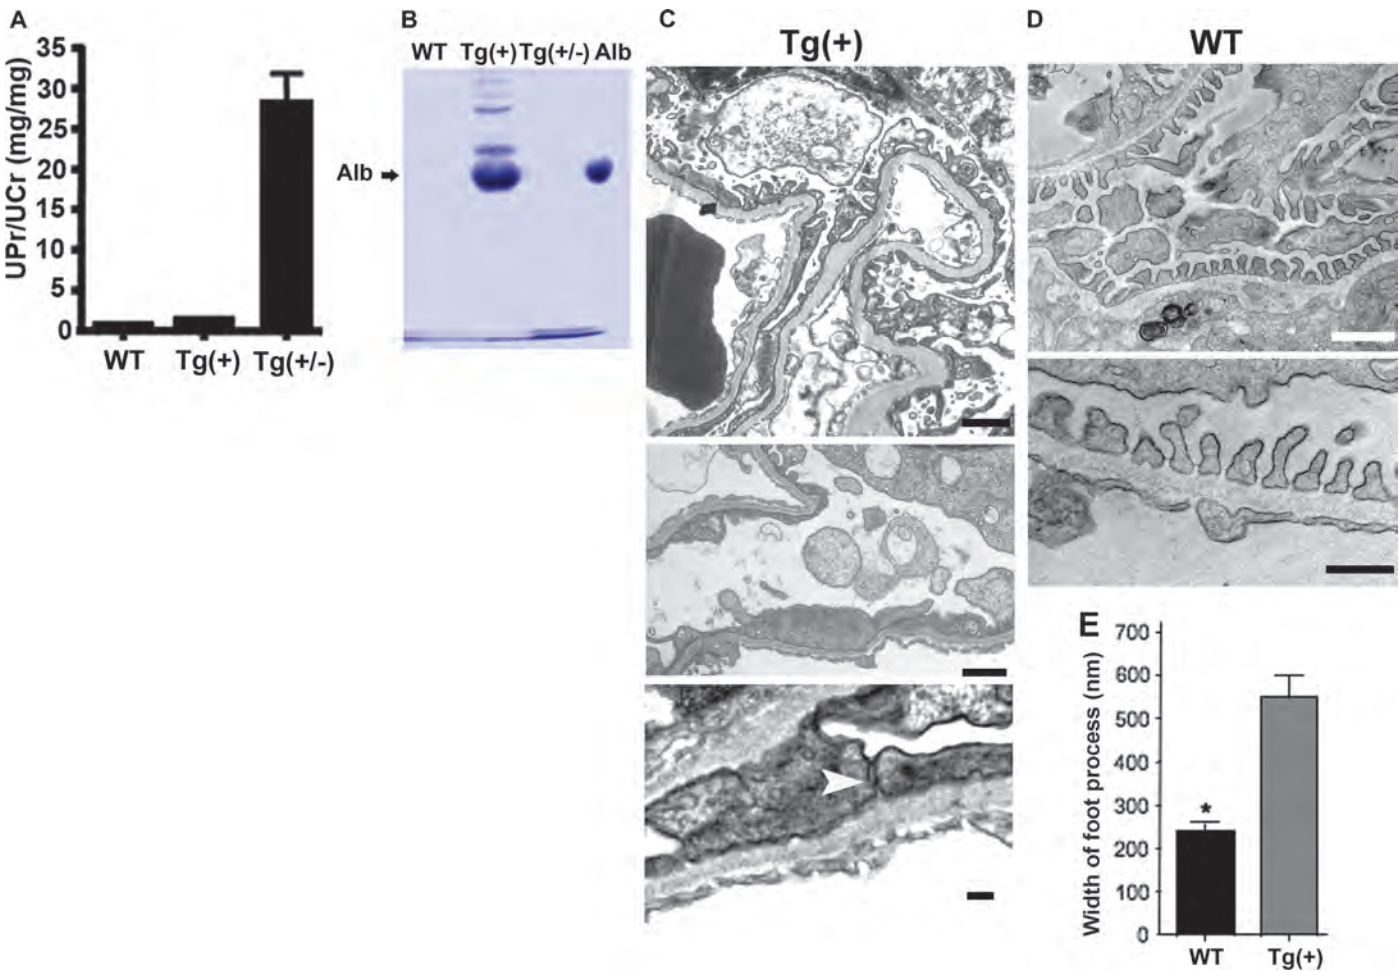 A
UPr/UCr (mg/mg)
35
30
25
20
15
10
5
0
WT Tg(+) Tg(+/-)
B
WT Tg(+) Tg(+/-) Alb
Alb
C
Tg(+)
D
WT
E
Width of foot process (nm)
700
600
500
400
300
200
100
0
*
WT Tg(+)